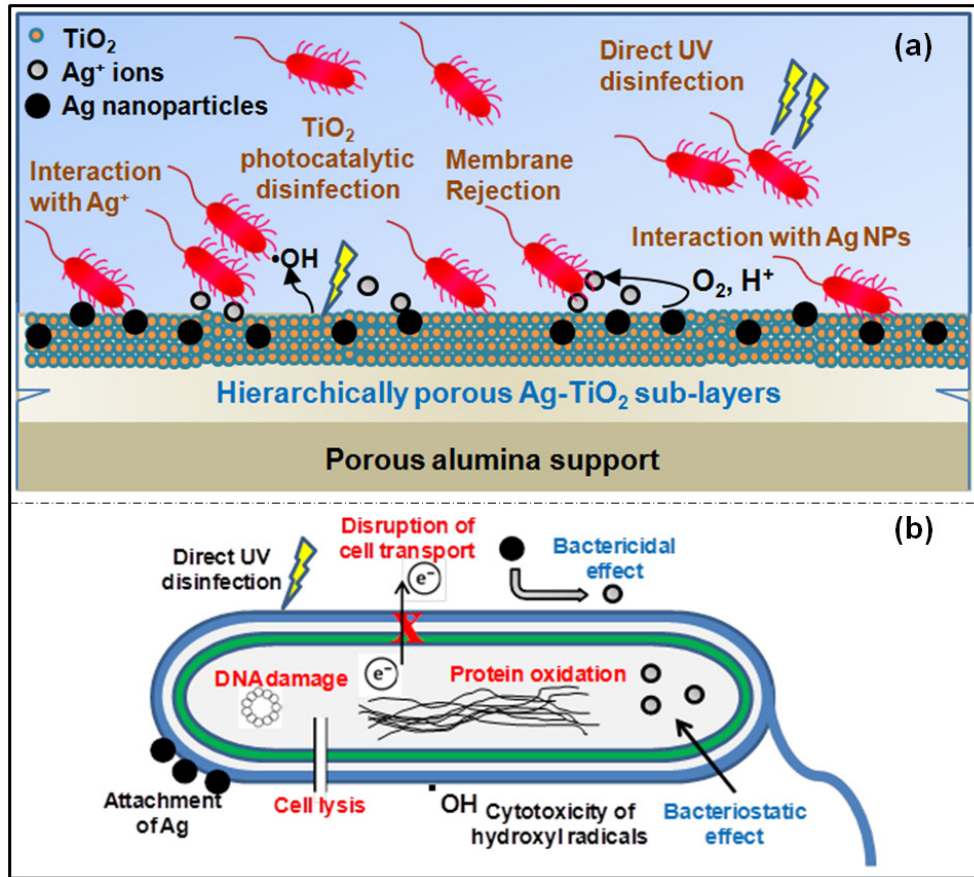 (a)
TiO₂
Ag⁺ ions
Ag nanoparticles
Direct UV
disinfection
TiO₂
photocatalytic
disinfection
Membrane
Rejection
Interaction
with Ag⁺
•OH
Interaction with Ag NPs
O₂, H⁺
Hierarchically porous Ag-TiO₂ sub-layers
Porous alumina support
(b)
Disruption of
cell transport
Direct UV
disinfection
Bactericidal
effect
e⁻
X
e⁻
DNA damage
Protein oxidation
Attachment
of Ag
Cell lysis
•OH
Cytotoxicity of
hydroxyl radicals
Bacteriostatic
effect